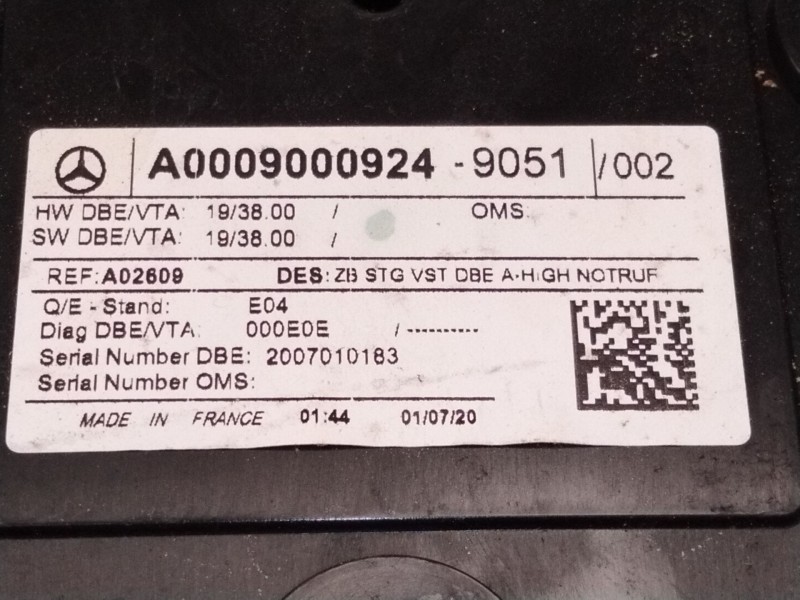 A0009000924 - 9051 /002
HW DBE/VTA: 19/38.00 / OMS:
SW DBE/VTA: 19/38.00 /
REF: A02609 DES: ZB STG VST DBE A-HIGH NOTRUF
Q/E - Stand: E04
Diag DBE/VTA: 000E0E /----------
Serial Number DBE: 2007010183
Serial Number OMS:
MADE IN FRANCE 01:44 01/07/20